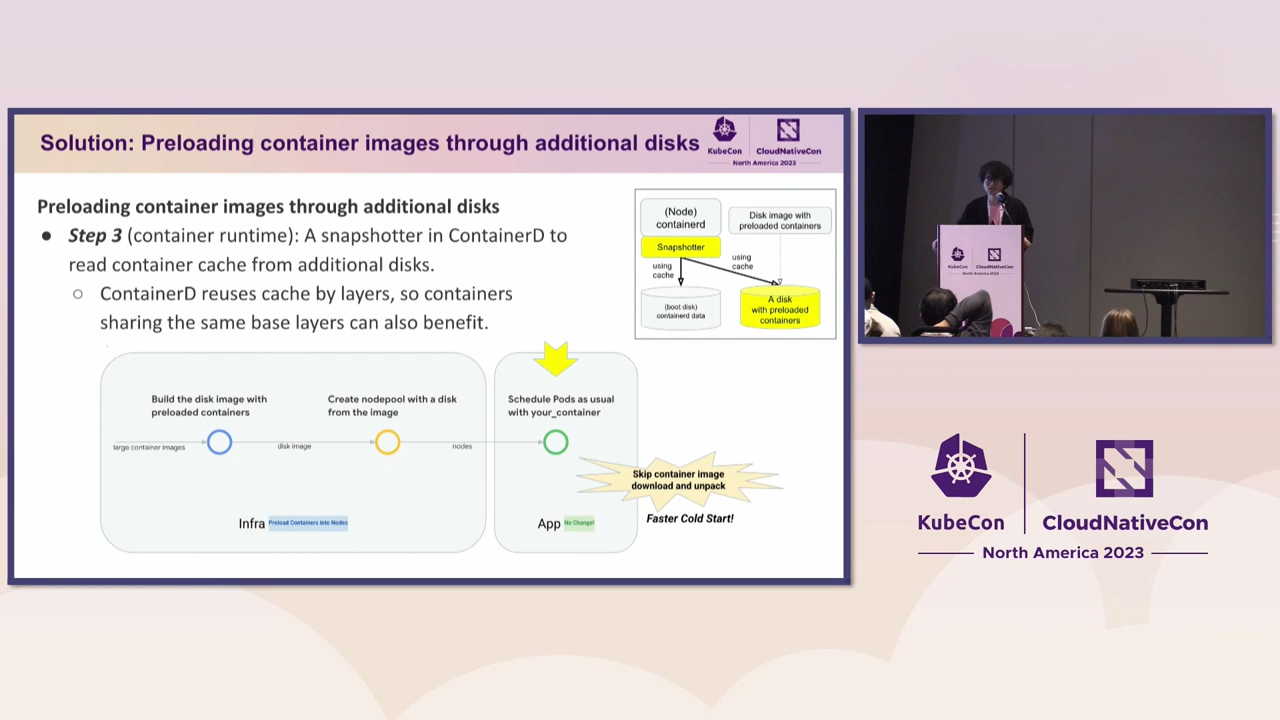 Solution: Preloading container images through additional disks
KubeCon
CloudNativeCon
North America 2023
Preloading container images through additional disks
● Step 3 (container runtime): A snapshotter in ContainerD to
read container cache from additional disks.
○ ContainerD reuses cache by layers, so containers
sharing the same base layers can also benefit.
(Node)
containerd
Snapshotter
Disk image with
preloaded containers
using
cache
using
cache
(boot disk)
containerd data
A disk
with preloaded
containers
Build the disk image with
preloaded containers
Create nodepool with a disk
from the image
Schedule Pods as usual
with your_container
large container images
disk image
nodes
Skip container image
download and unpack
Faster Cold Start!
Infra Preload Containers Into Nodes
App No Change!
KubeCon
CloudNativeCon
North America 2023
KubeCon
CloudNativeCon
North America 2023